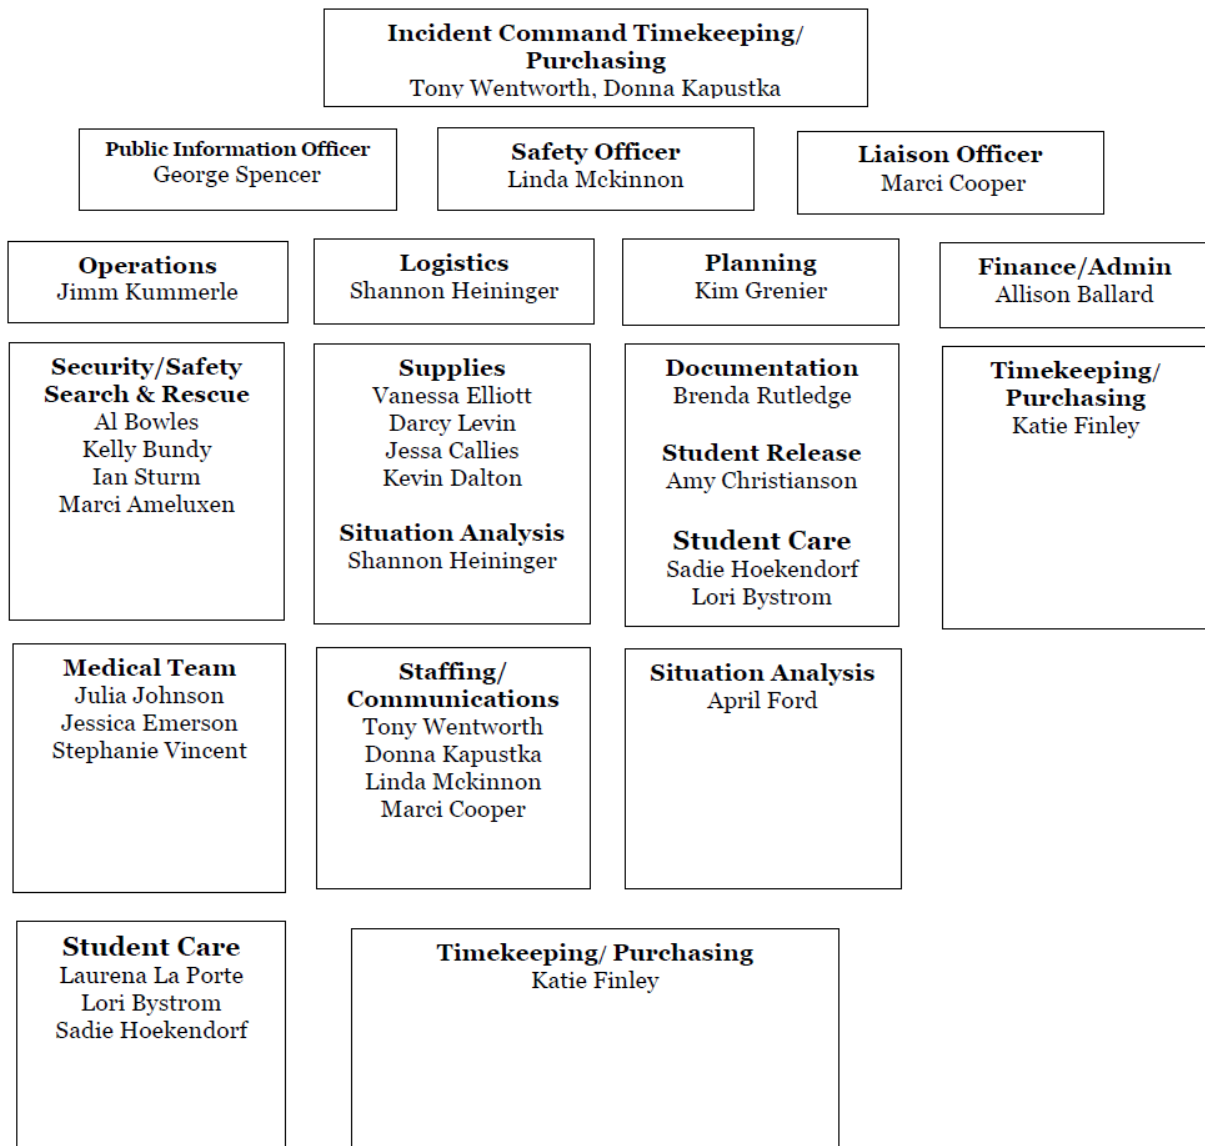 Incident Command Timekeeping/
Purchasing
Tony Wentworth, Donna Kapustka
Public Information Officer
George Spencer
Safety Officer
Linda Mckinnon
Liaison Officer
Marci Cooper
Operations
Jimm Kummerle
Logistics
Shannon Heininger
Planning
Kim Grenier
Finance/Admin
Allison Ballard
Security/Safety
Search & Rescue
Al Bowles
Kelly Bundy
Ian Sturm
Marci Ameluxen
Supplies
Vanessa Elliott
Darcy Levin
Jessa Callies
Kevin Dalton
Situation Analysis
Shannon Heininger
Documentation
Brenda Rutledge
Student Release
Amy Christianson
Student Care
Sadie Hoekendorf
Lori Bystrom
Timekeeping/
Purchasing
Katie Finley
Medical Team
Julia Johnson
Jessica Emerson
Stephanie Vincent
Staffing/
Communications
Tony Wentworth
Donna Kapustka
Linda Mckinnon
Marci Cooper
Situation Analysis
April Ford
Student Care
Laurena La Porte
Lori Bystrom
Sadie Hoekendorf
Timekeeping/ Purchasing
Katie Finley